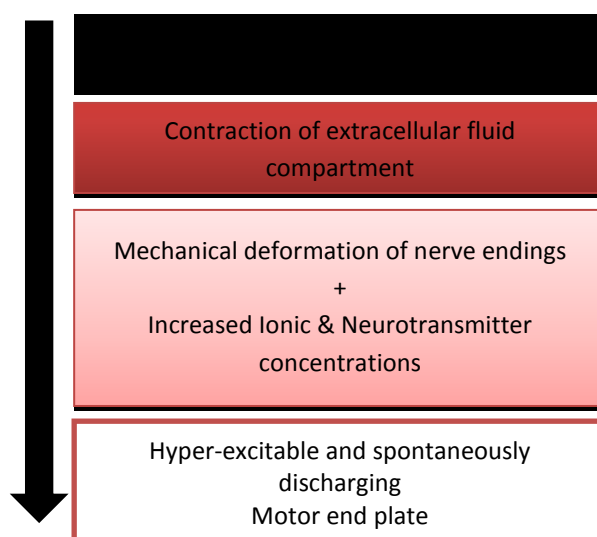 Contraction of extracellular fluid
compartment
Mechanical deformation of nerve endings
+
Increased Ionic & Neurotransmitter
concentrations
Hyper-excitable and spontaneously
discharging
Motor end plate